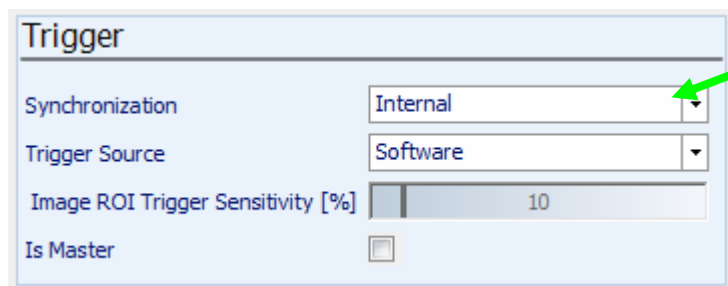 Trigger
Synchronization Internal
Trigger Source Software
Image ROI Trigger Sensitivity [%] 10
Is Master